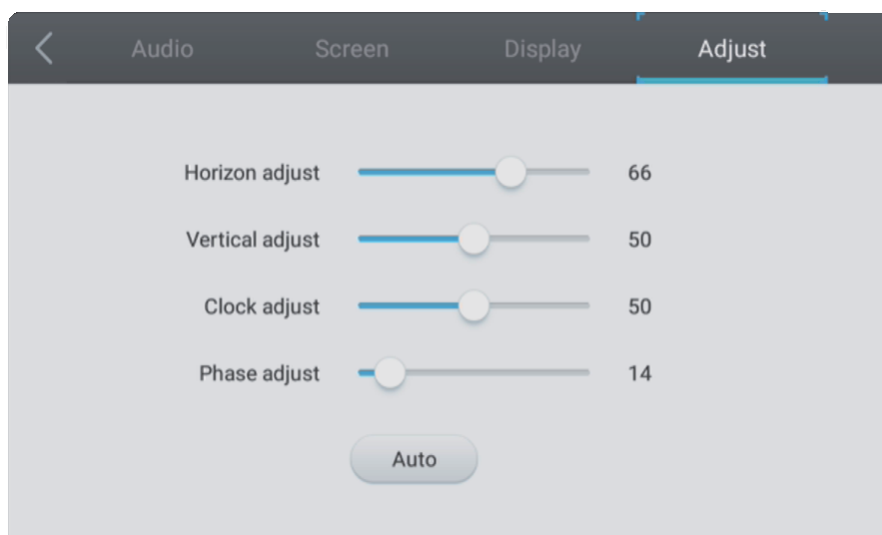 Audio Screen Display Adjust
Horizon adjust 66
Vertical adjust 50
Clock adjust 50
Phase adjust 14
Auto